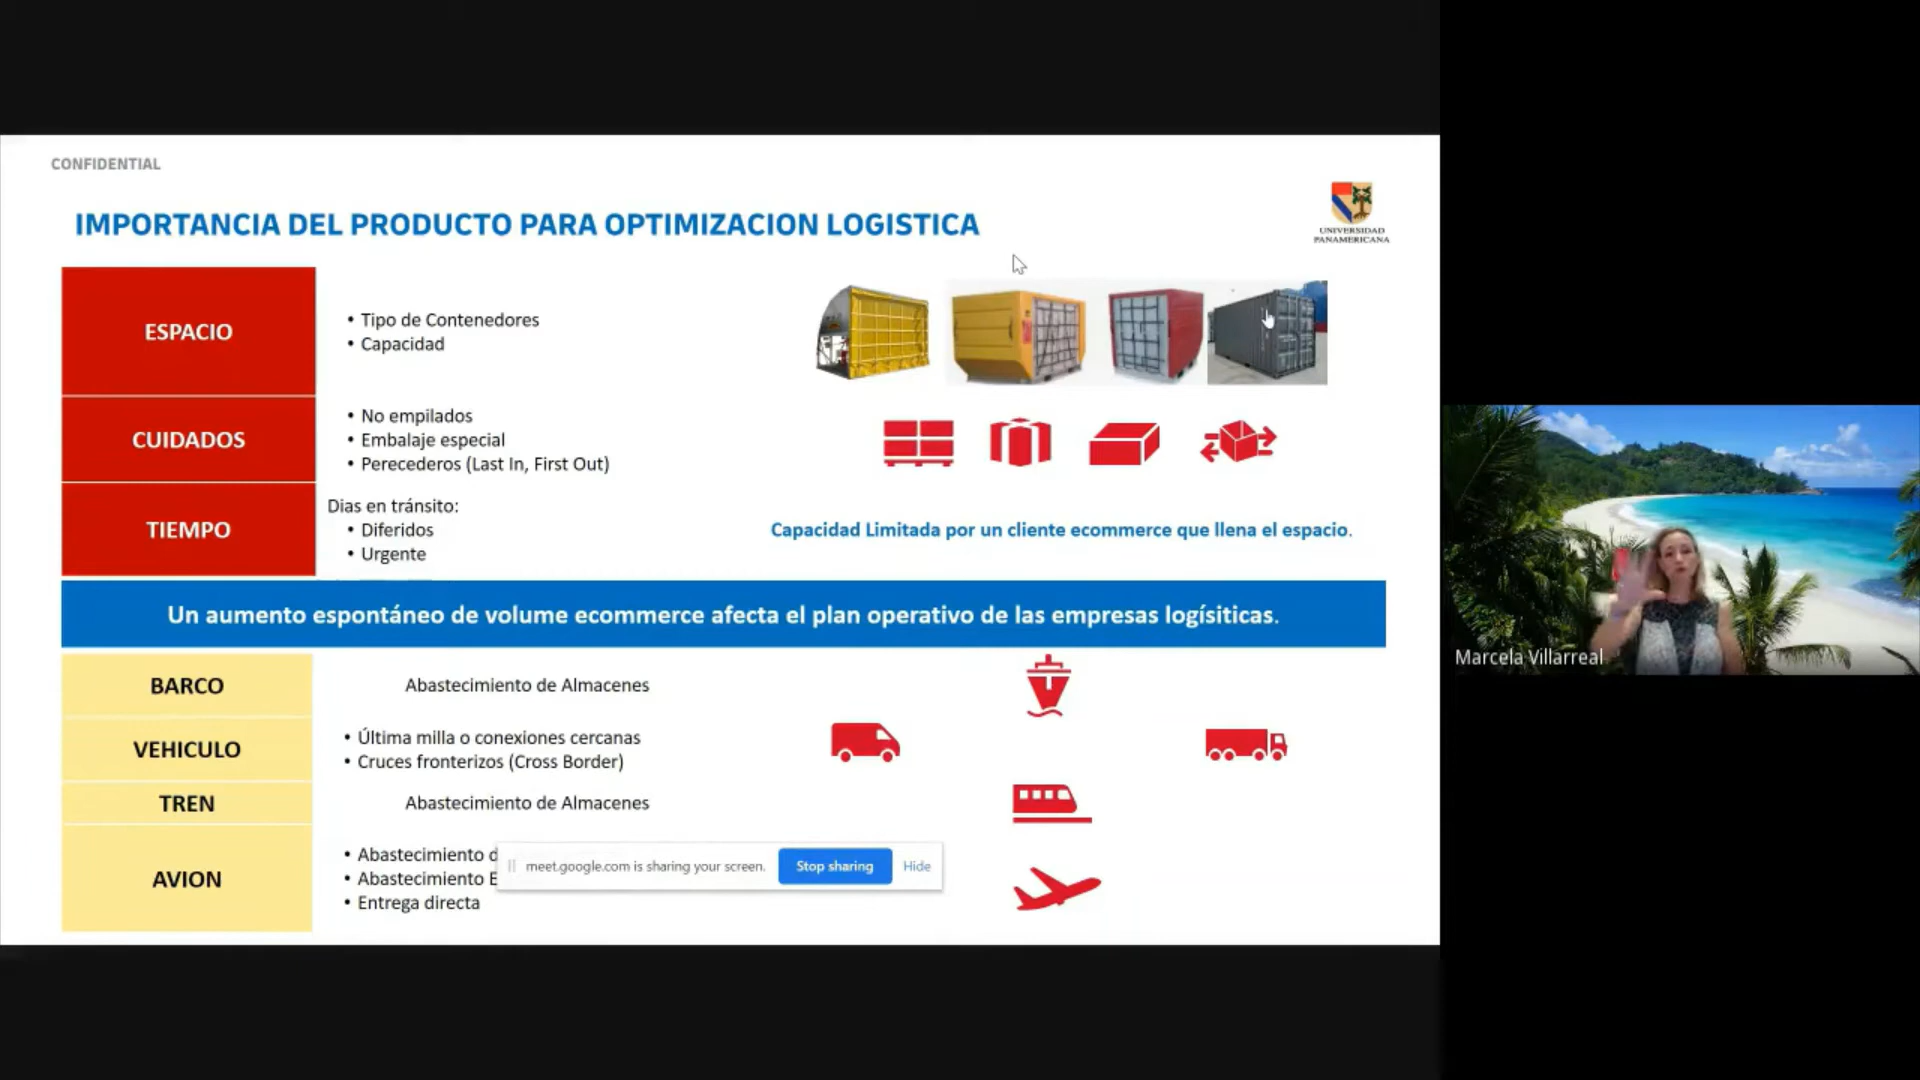 CONFIDENTIAL
IMPORTANCIA DEL PRODUCTO PARA OPTIMIZACION LOGISTICA
UNIVERSIDAD
PANAMERICANA
ESPACIO
• Tipo de Contenedores
• Capacidad
CUIDADOS
• No empilados
• Embalaje especial
• Perecederos (Last In, First Out)
TIEMPO
Dias en tránsito:
• Diferidos
• Urgente
Capacidad Limitada por un cliente ecommerce que llena el espacio.
Un aumento espontáneo de volume ecommerce afecta el plan operativo de las empresas logísiticas.
BARCO
Abastecimiento de Almacenes
VEHICULO
• Última milla o conexiones cercanas
• Cruces fronterizos (Cross Border)
TREN
Abastecimiento de Almacenes
AVION
• Abastecimiento
• Abastecimiento
• Entrega directa
meet.google.com is sharing your screen.
Stop sharing
Hide
Marcela Villarreal